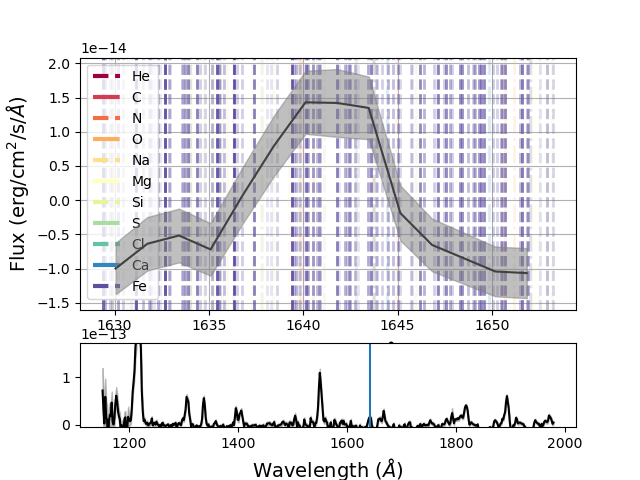 1e−14
2.0
1.5
1.0
0.5
0.0
−0.5
−1.0
−1.5
Flux (erg/cm²/s/Å)
He
C
N
O
Na
Mg
Si
S
Cl
Ca
Fe
1630 1635 1640 1645 1650
1e−13
1
0
1200 1400 1600 1800 2000
Wavelength (Å)